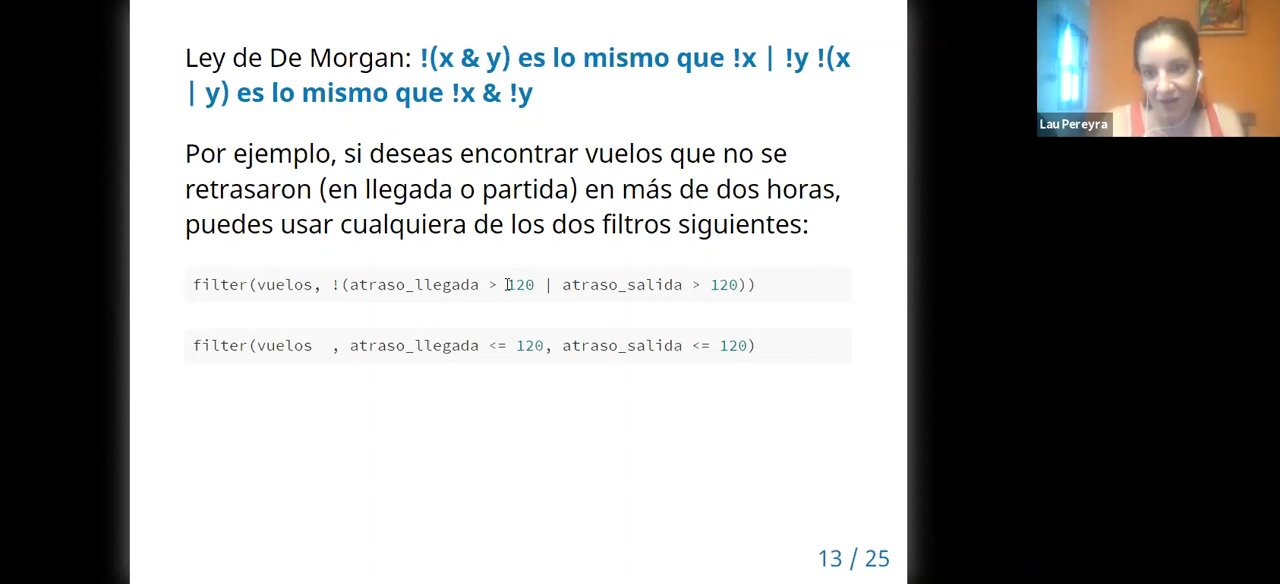 Ley de De Morgan: !(x & y) es lo mismo que !x | !y !(x
| y) es lo mismo que !x & !y
Por ejemplo, si deseas encontrar vuelos que no se
retrasaron (en llegada o partida) en más de dos horas,
puedes usar cualquiera de los dos filtros siguientes:
filter(vuelos, !(atraso_llegada > 120 | atraso_salida > 120))
filter(vuelos  , atraso_llegada <= 120, atraso_salida <= 120)
13 / 25
Lau Pereyra